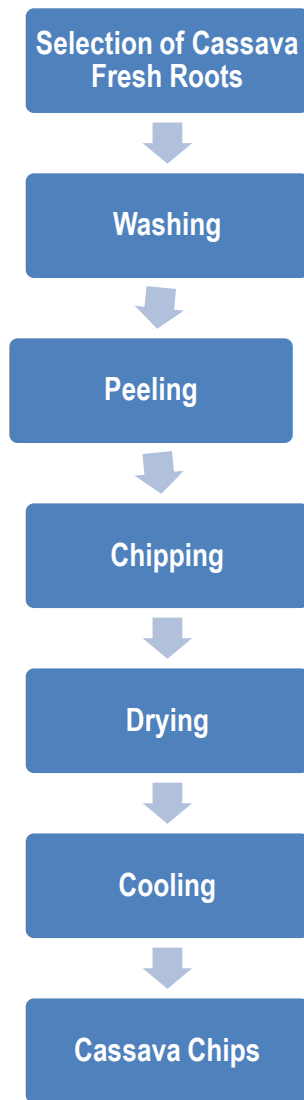 Selection of Cassava
Fresh Roots
Washing
Peeling
Chipping
Drying
Cooling
Cassava Chips